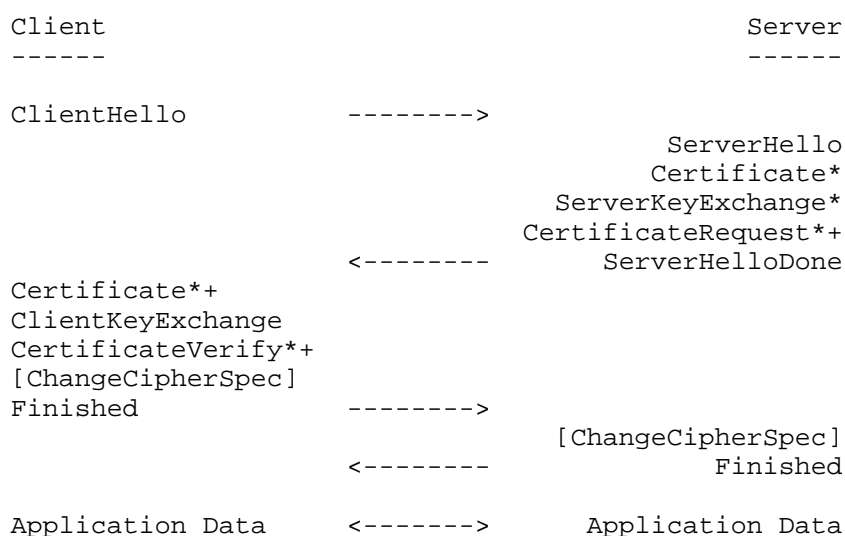 Client                                               Server
------                                               ------
ClientHello                -------->
                                                ServerHello
                                               Certificate*
                                         ServerKeyExchange*
                                       CertificateRequest*+
                           <--------        ServerHelloDone
Certificate*+
ClientKeyExchange
CertificateVerify*+
[ChangeCipherSpec]
Finished                   -------->
                                         [ChangeCipherSpec]
                           <--------               Finished
Application Data           <------->       Application Data